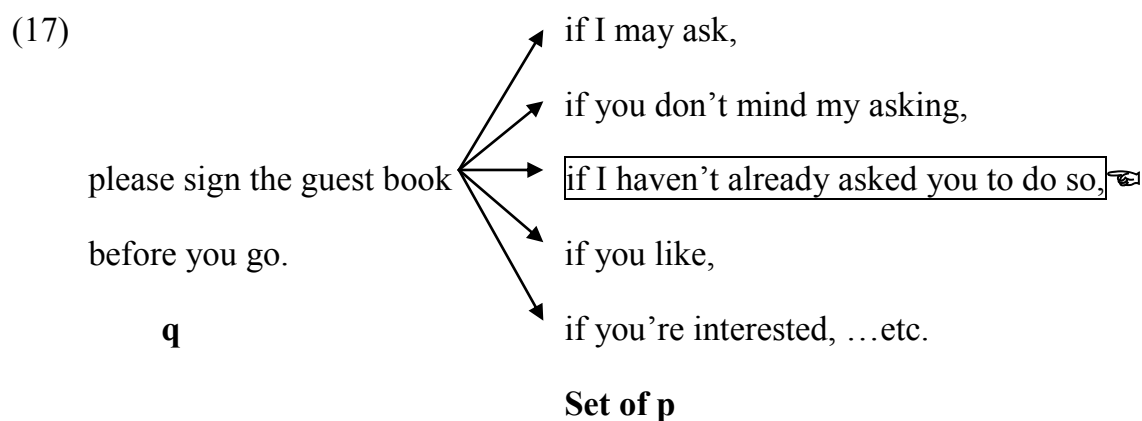 (17)
if I may ask,
if you don’t mind my asking,
please sign the guest book
if I haven’t already asked you to do so,
before you go.
if you like,
q
if you’re interested, …etc.
Set of p